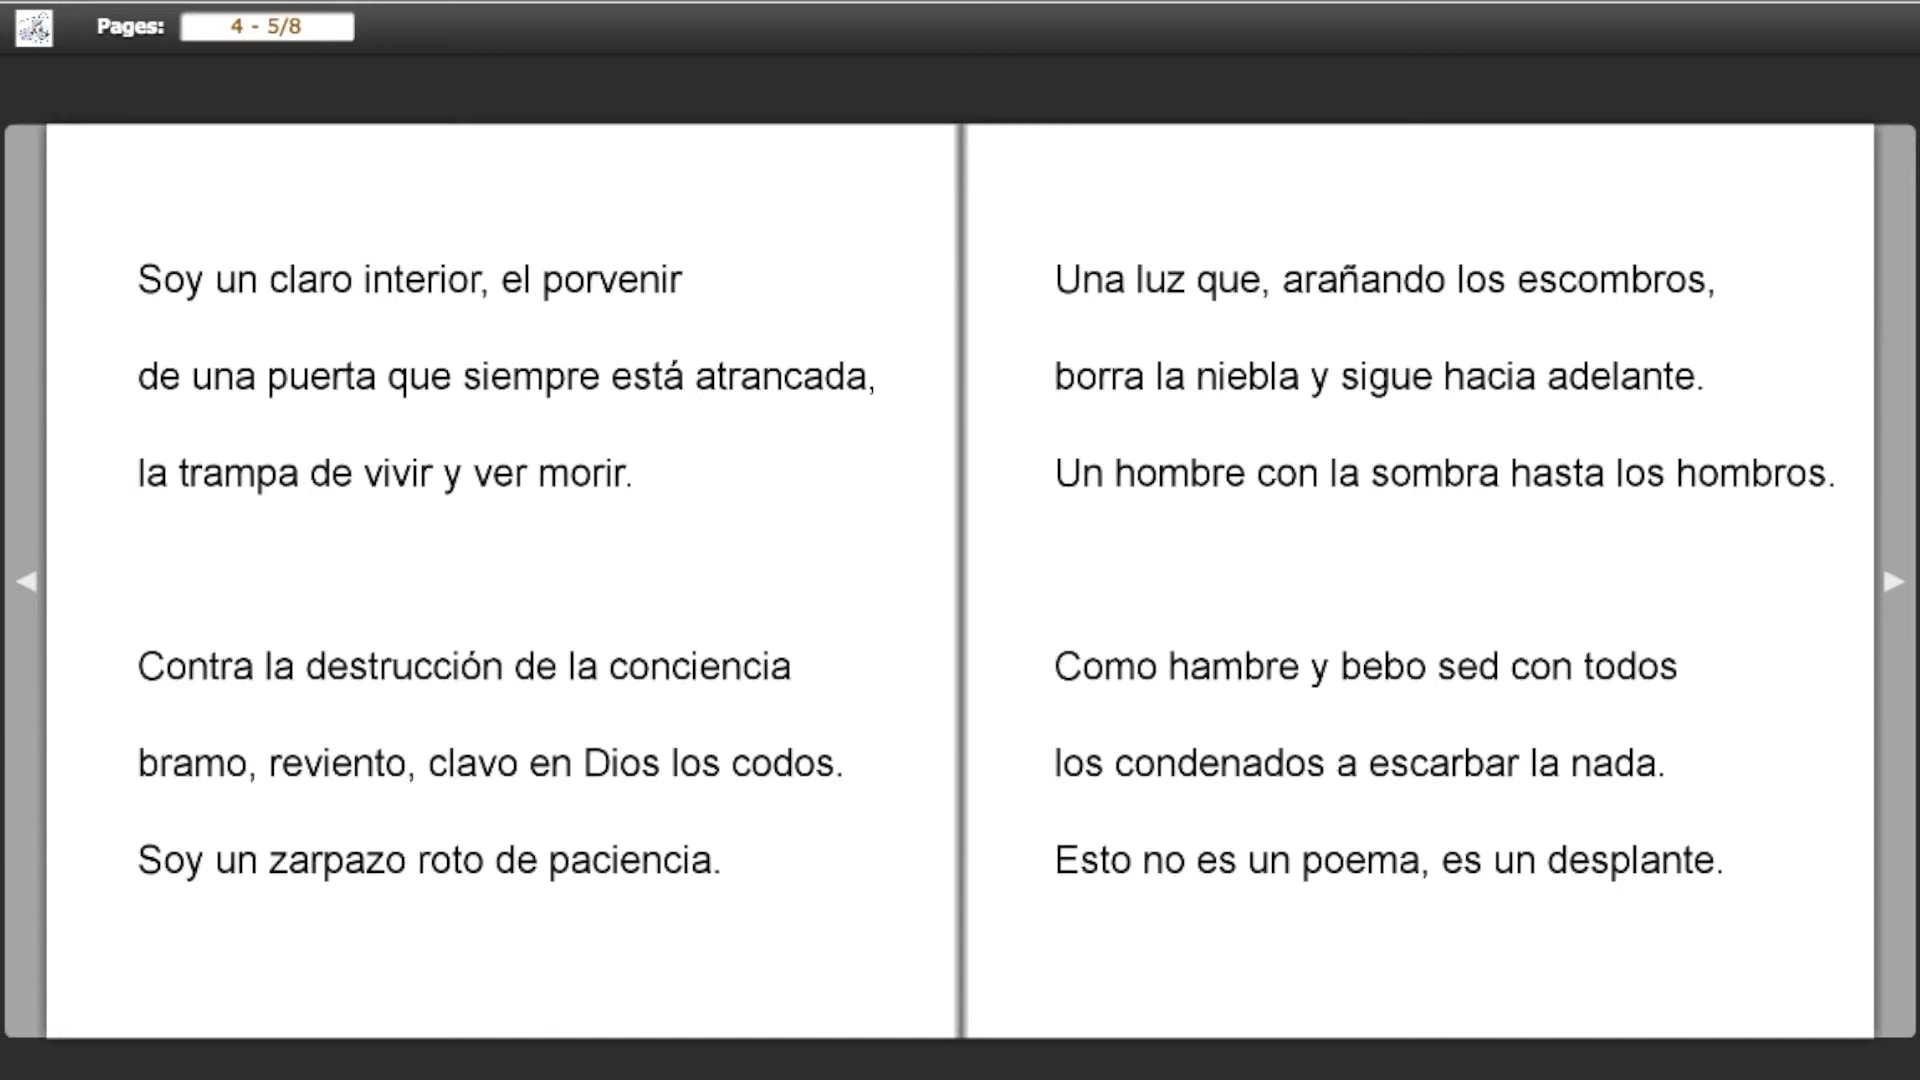 Pages: 4 - 5/8
Soy un claro interior, el porvenir
de una puerta que siempre está atrancada,
la trampa de vivir y ver morir.
Contra la destrucción de la conciencia
bramo, reviento, clavo en Dios los codos.
Soy un zarpazo roto de paciencia.
Una luz que, arañando los escombros,
borra la niebla y sigue hacia adelante.
Un hombre con la sombra hasta los hombros.
Como hambre y bebo sed con todos
los condenados a escarbar la nada.
Esto no es un poema, es un desplante.